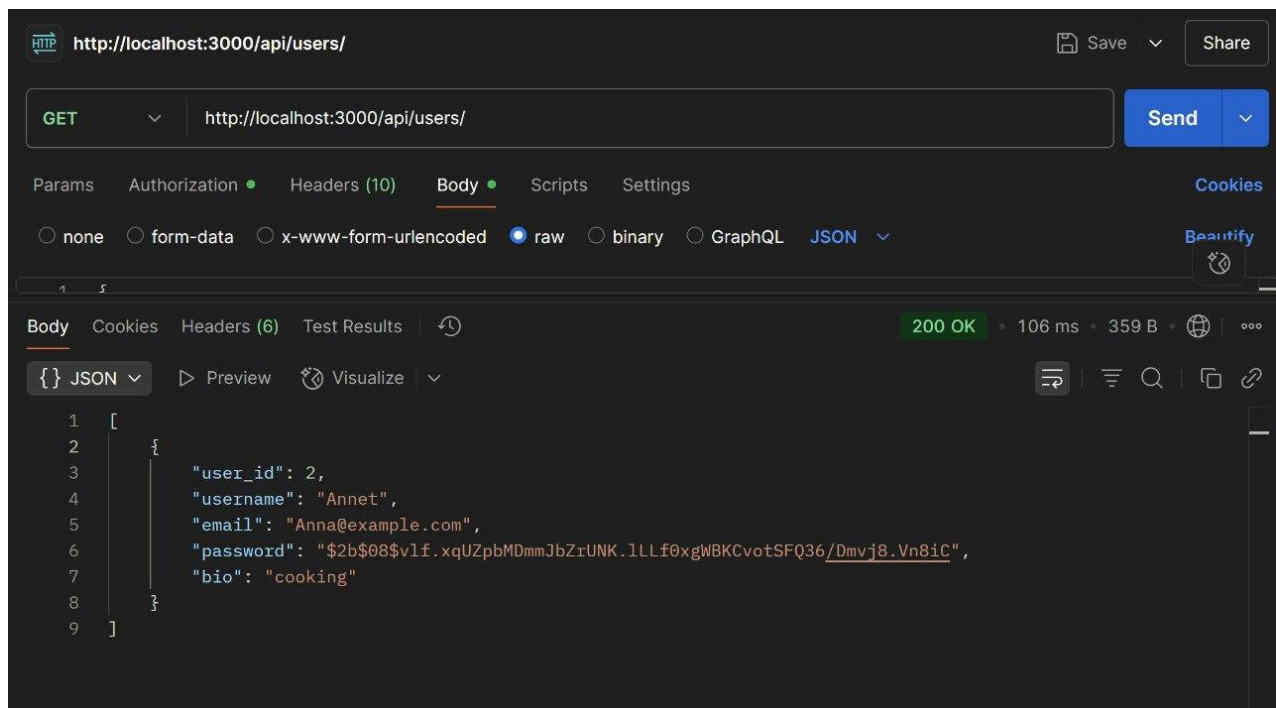 HTTP http://localhost:3000/api/users/ Save Share
GET http://localhost:3000/api/users/ Send
Params Authorization Headers (10) Body Scripts Settings Cookies
none form-data x-www-form-urlencoded raw binary GraphQL JSON Beautify
1 {
Body Cookies Headers (6) Test Results 200 OK 106 ms 359 B
{} JSON Preview Visualize
1 [
2 {
3 "user_id": 2,
4 "username": "Annet",
5 "email": "Anna@example.com",
6 "password": "$2b$08$vlf.xqUZpbMDmmJbZrUNK.lLLf0xgWBKCvotSFQ36/Dmvj8.Vn8iC",
7 "bio": "cooking"
8 }
9 ]